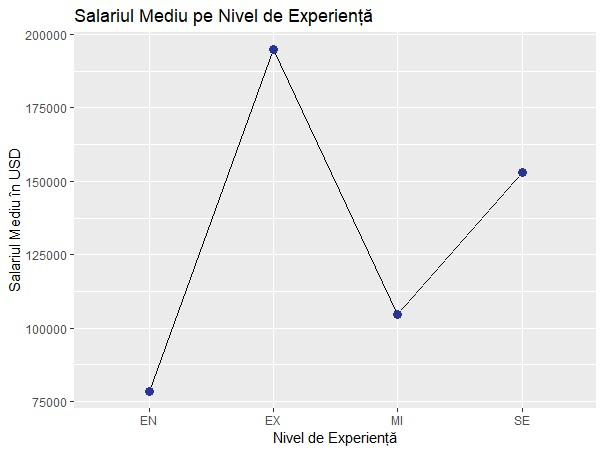 Salariul Mediu pe Nivel de Experiență
Salariul Mediu în USD
200000
175000
150000
125000
100000
75000
EN EX MI SE
Nivel de Experiență